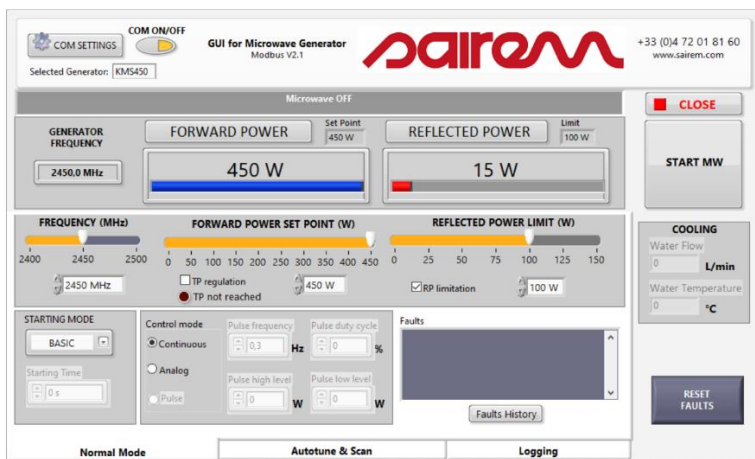 COM ON/OFF
COM SETTINGS
Selected Generator: KMS450
GUI for Microwave Generator
Modbus V2.1
sairem
+33 (0)4 72 01 81 60
www.sairem.com
Microwave OFF
CLOSE
GENERATOR
FREQUENCY
2450,0 MHz
FORWARD POWER
Set Point
450 W
450 W
REFLECTED POWER
Limit
100 W
15 W
START MW
FREQUENCY (MHz)
2400 2450 2500
2450 MHz
FORWARD POWER SET POINT (W)
0 50 100 150 200 250 300 350 400 450
TP regulation
TP not reached
450 W
REFLECTED POWER LIMIT (W)
0 25 50 75 100 125 150
RP limitation
100 W
COOLING
Water Flow
0 L/min
Water Temperature
0 °C
STARTING MODE
BASIC
Starting Time
0 s
Control mode
Continuous
Analog
Pulse
Pulse frequency
0,3 Hz
Pulse duty cycle
0 %
Pulse high level
0 W
Pulse low level
0 W
Faults
Faults History
RESET
FAULTS
Normal Mode
Autotune & Scan
Logging